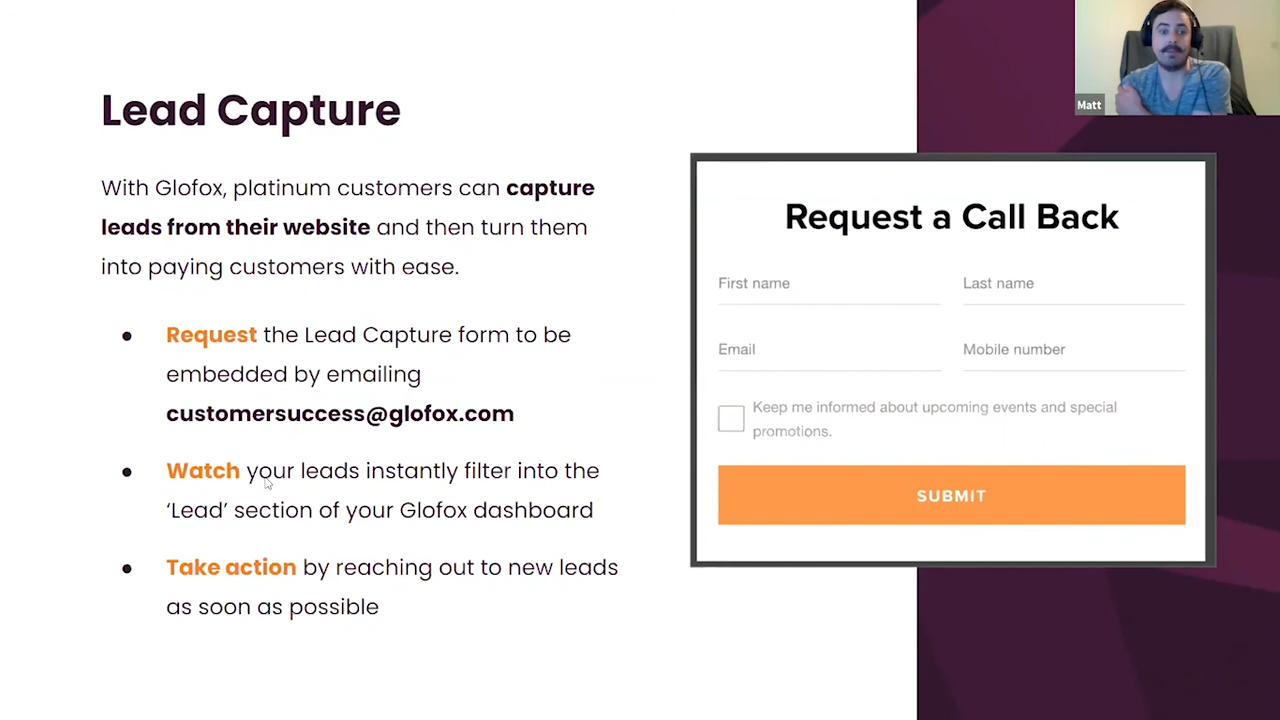 Lead Capture
With Glofox, platinum customers can capture
leads from their website and then turn them
into paying customers with ease.
● Request the Lead Capture form to be
embedded by emailing
customersuccess@glofox.com
● Watch your leads instantly filter into the
‘Lead’ section of your Glofox dashboard
● Take action by reaching out to new leads
as soon as possible
Matt
Request a Call Back
First name
Last name
Email
Mobile number
Keep me informed about upcoming events and special
promotions.
SUBMIT